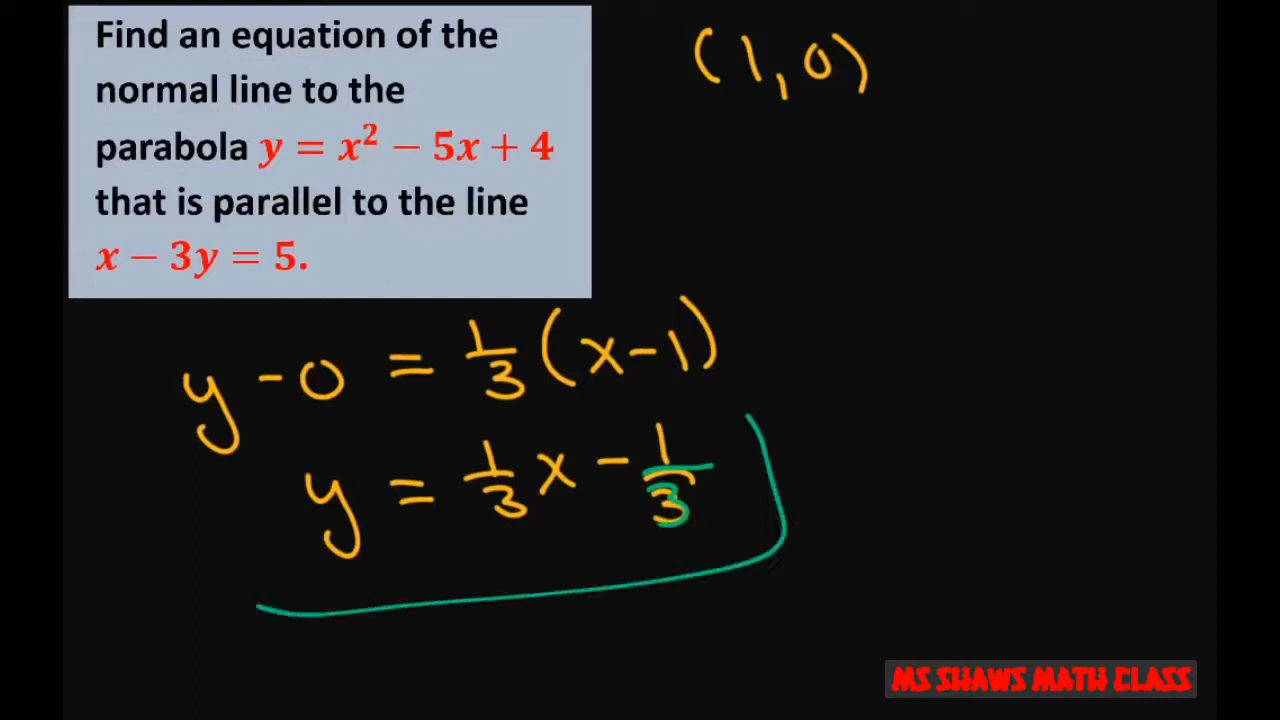 Find an equation of the
normal line to the
parabola y = x² − 5x + 4
that is parallel to the line
x − 3y = 5.
(1,0)
y - 0 = 1/3 (x-1)
y = 1/3 x - 1/3
MS SHAWS MATH CLASS